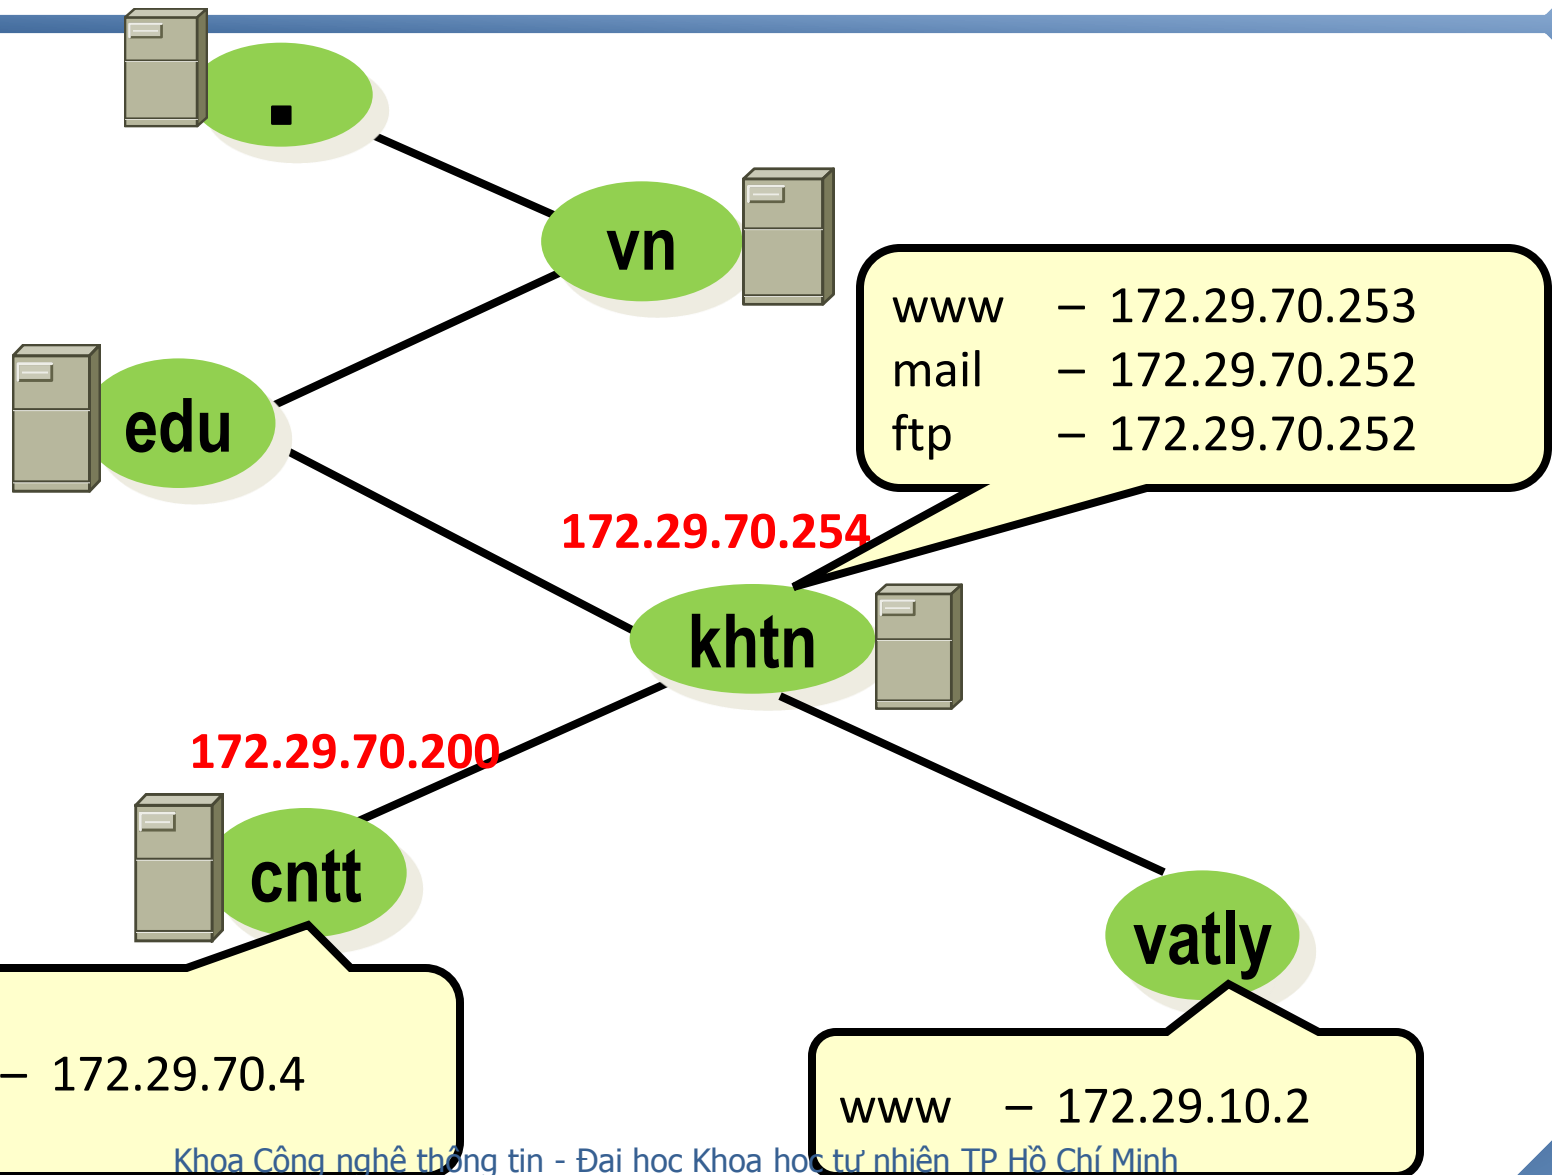 .
vn
www – 172.29.70.253
mail – 172.29.70.252
ftp – 172.29.70.252
edu
172.29.70.254
khtn
172.29.70.200
cntt
vatly
– 172.29.70.4
www – 172.29.10.2
Khoa Công nghệ thông tin - Đại học Khoa học tự nhiên TP Hồ Chí Minh